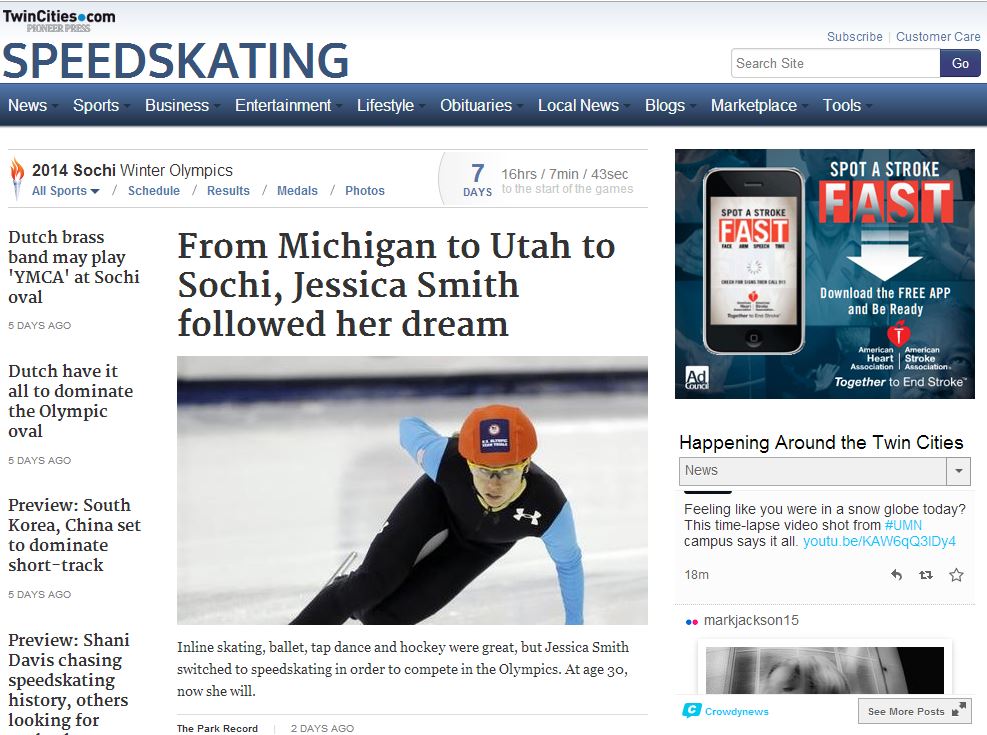 TwinCities.com
PIONEER PRESS
SPEEDSKATING
Subscribe | Customer Care
Search Site
Go
News Sports Business Entertainment Lifestyle Obituaries Local News Blogs Marketplace Tools
2014 Sochi Winter Olympics
All Sports / Schedule / Results / Medals / Photos
7
DAYS
16hrs / 7min / 43sec
to the start of the games
Dutch brass
band may play
'YMCA' at Sochi
oval
5 DAYS AGO
Dutch have it
all to dominate
the Olympic
oval
5 DAYS AGO
Preview: South
Korea, China set
to dominate
short-track
5 DAYS AGO
Preview: Shani
Davis chasing
speedskating
history, others
looking for
From Michigan to Utah to
Sochi, Jessica Smith
followed her dream
U.S. OLYMPIC
TEAM TRIALS
Inline skating, ballet, tap dance and hockey were great, but Jessica Smith
switched to speedskating in order to compete in the Olympics. At age 30,
now she will.
The Park Record | 2 DAYS AGO
SPOT A STROKE
FAST
FACE ARM SPEECH TIME
CHECK FOR SIGNS THEN CALL 911
American Heart Association
American Stroke Association
Together to End Stroke
SPOT A STROKE
FAST
Download the FREE APP
and Be Ready
American Heart Association
American Stroke Association
Together to End Stroke™
Ad
COUNCIL
Happening Around the Twin Cities
News
Feeling like you were in a snow globe today?
This time-lapse video shot from #UMN
campus says it all. youtu.be/KAW6qQ3lDy4
18m
markjackson15
Crowdynews
See More Posts